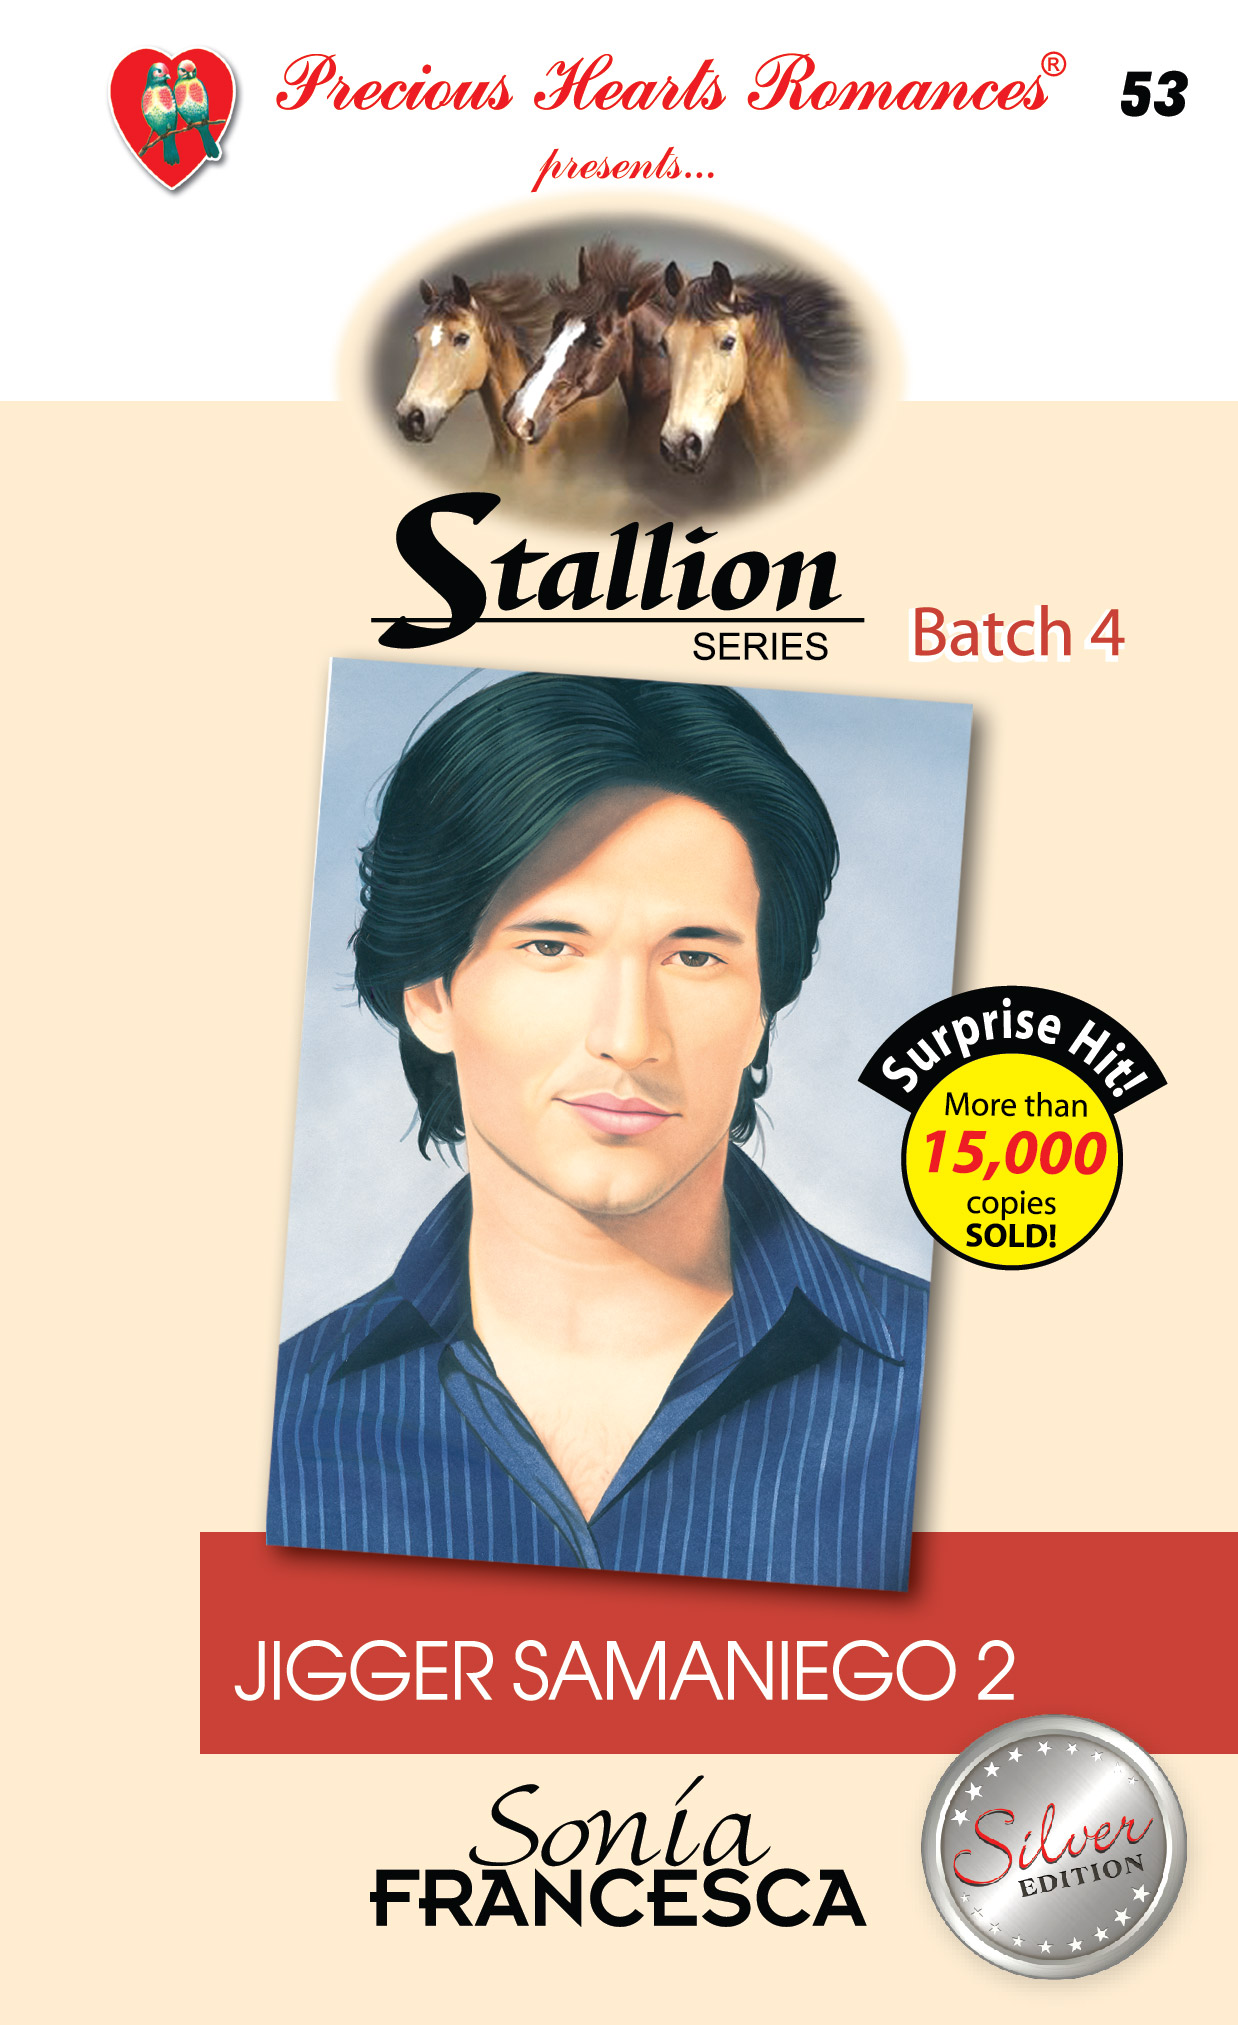 Precious Hearts Romances®
53
presents...
Stallion
SERIES
Batch 4
Surprise Hit!
More than
15,000
copies
SOLD!
JIGGER SAMANIEGO 2
Sonia
FRANCESCA
Silver
EDITION